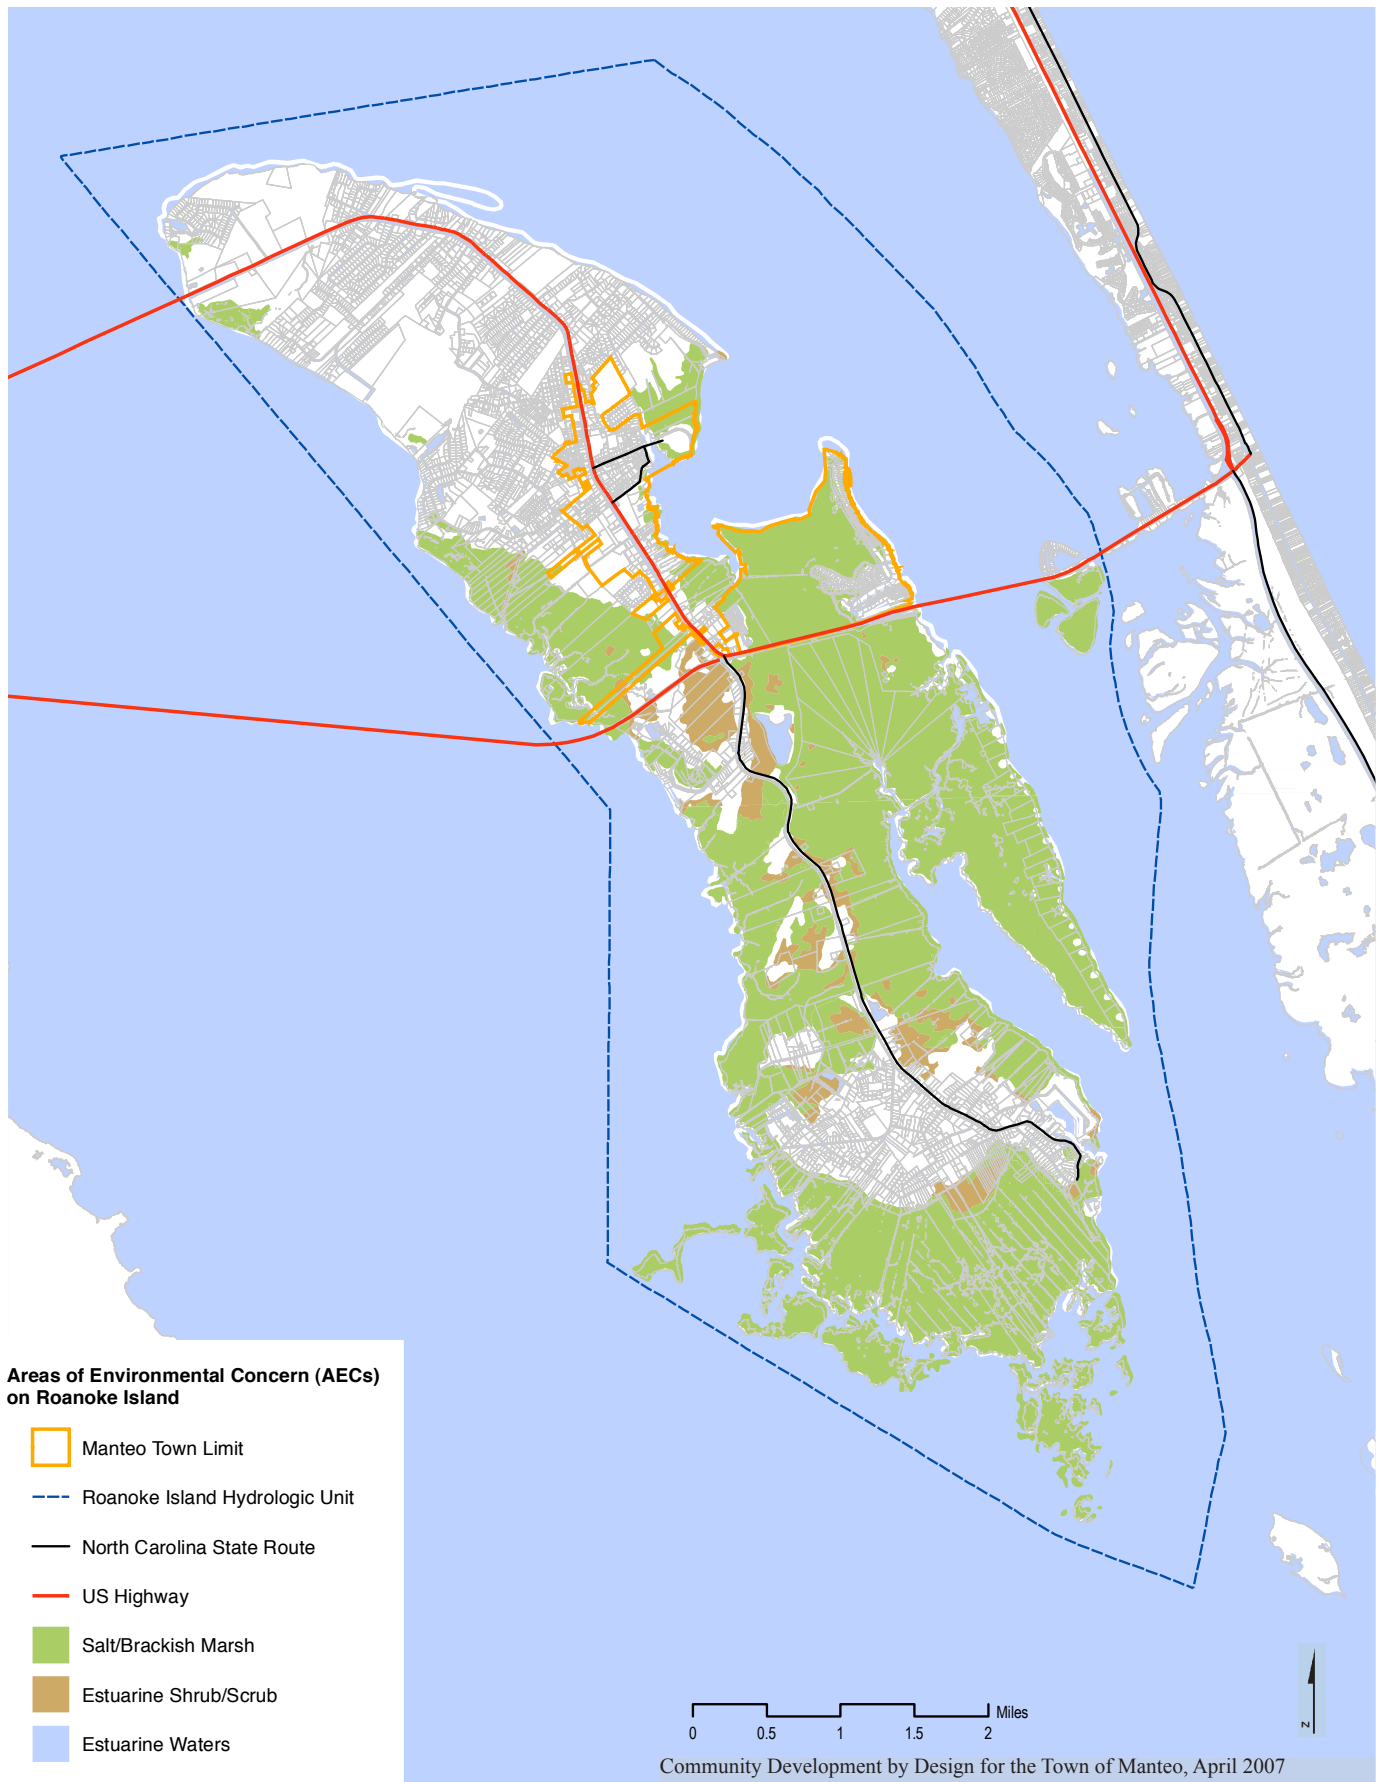 Areas of Environmental Concern (AECs)
on Roanoke Island
Manteo Town Limit
Roanoke Island Hydrologic Unit
North Carolina State Route
US Highway
Salt/Brackish Marsh
Estuarine Shrub/Scrub
Estuarine Waters
Miles
0 0.5 1 1.5 2
N
Community Development by Design for the Town of Manteo, April 2007